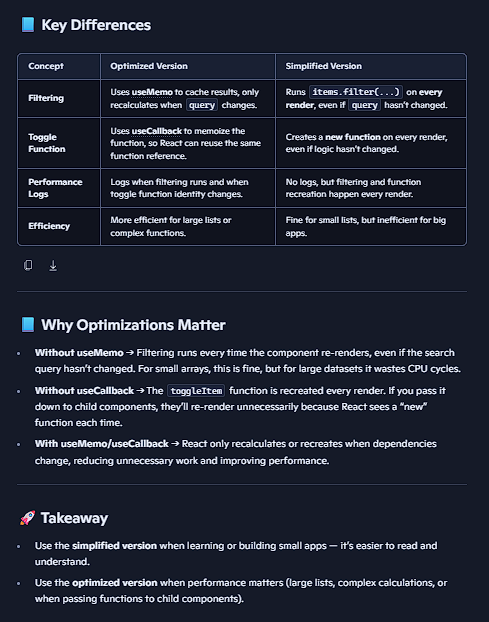 Key Differences
Concept Optimized Version Simplified Version
Filtering
Uses useMemo to cache results, only
recalculates when query changes.
Runs items.filter(...) on every
render, even if query hasn't changed.
Toggle
Function
Uses useCallback to memoize the
function, so React can reuse the same
function reference.
Creates a new function on every render,
even if logic hasn't changed.
Performance
Logs
Logs when filtering runs and when
toggle function identity changes.
No logs, but filtering and function
recreation happen every render.
Efficiency
More efficient for large lists or
complex functions.
Fine for small lists, but inefficient for big
apps.
Why Optimizations Matter
• Without useMemo → Filtering runs every time the component re-renders, even if the search
query hasn't changed. For small arrays, this is fine, but for large datasets it wastes CPU cycles.
• Without useCallback → The toggleItem function is recreated every render. If you pass it
down to child components, they'll re-render unnecessarily because React sees a "new"
function each time.
• With useMemo/useCallback → React only recalculates or recreates when dependencies
change, reducing unnecessary work and improving performance.
🚀 Takeaway
• Use the simplified version when learning or building small apps — it's easier to read and
understand.
• Use the optimized version when performance matters (large lists, complex calculations, or
when passing functions to child components).